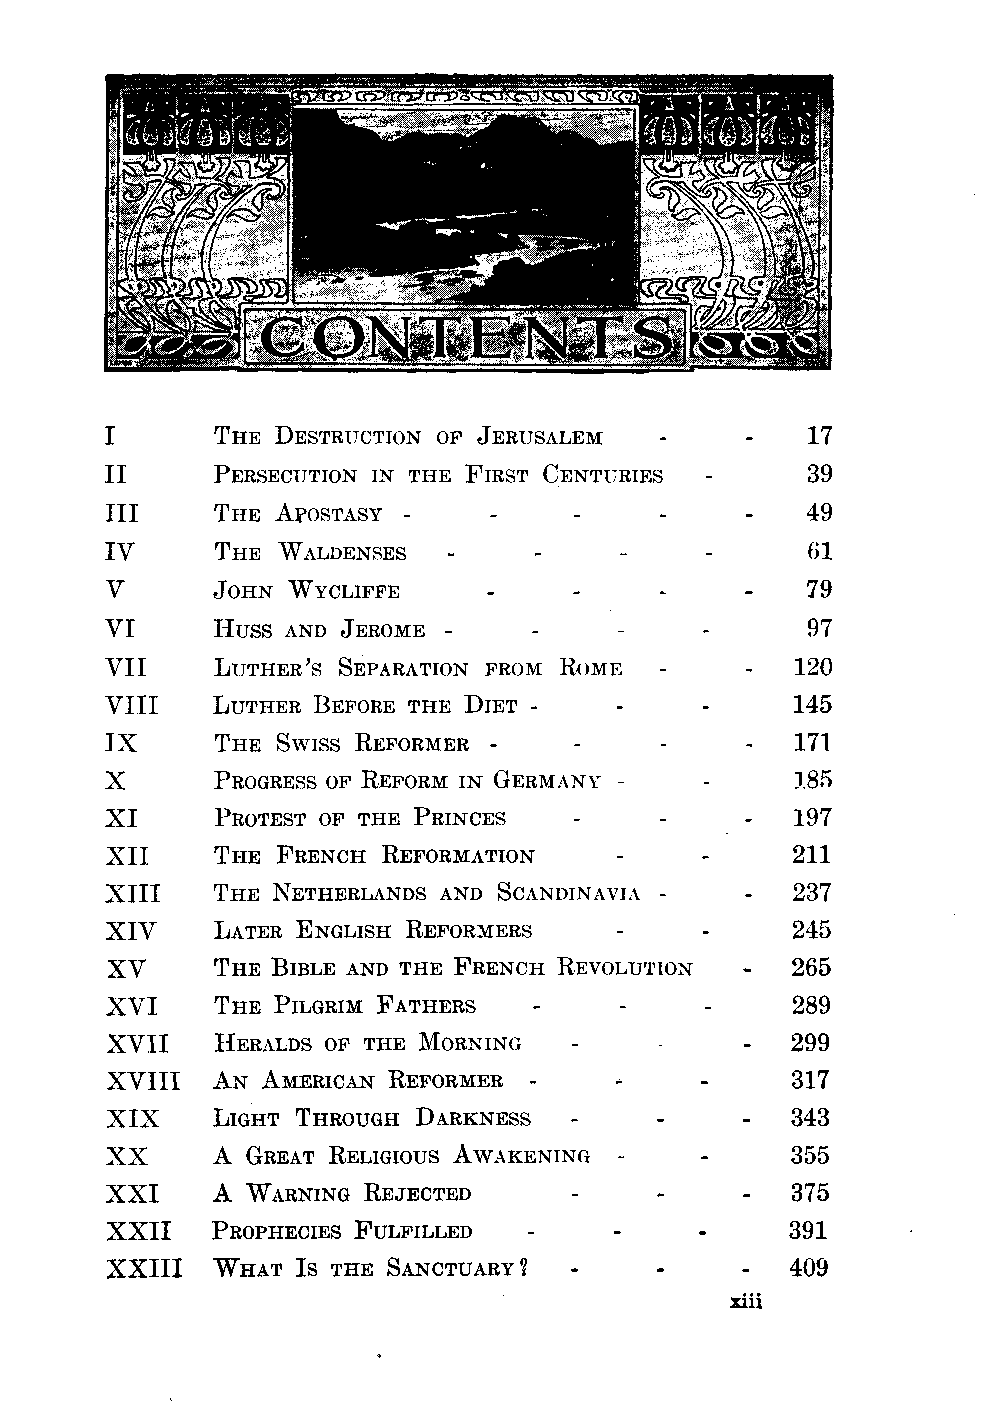 CONTENTS
I The Destruction of Jerusalem - - 17
II Persecution in the First Centuries - 39
III The Apostasy - - - - - 49
IV The Waldenses - - - - 61
V John Wycliffe - - - - 79
VI Huss and Jerome - - - - 97
VII Luther's Separation from Rome - - 120
VIII Luther Before the Diet - - - 145
IX The Swiss Reformer - - - - 171
X Progress of Reform in Germany - - 185
XI Protest of the Princes - - - 197
XII The French Reformation - - 211
XIII The Netherlands and Scandinavia - - 237
XIV Later English Reformers - - 245
XV The Bible and the French Revolution - 265
XVI The Pilgrim Fathers - - - 289
XVII Heralds of the Morning - - - 299
XVIII An American Reformer - - - 317
XIX Light Through Darkness - - - 343
XX A Great Religious Awakening - - 355
XXI A Warning Rejected - - - 375
XXII Prophecies Fulfilled - - - 391
XXIII What Is the Sanctuary? - - - 409
xiii